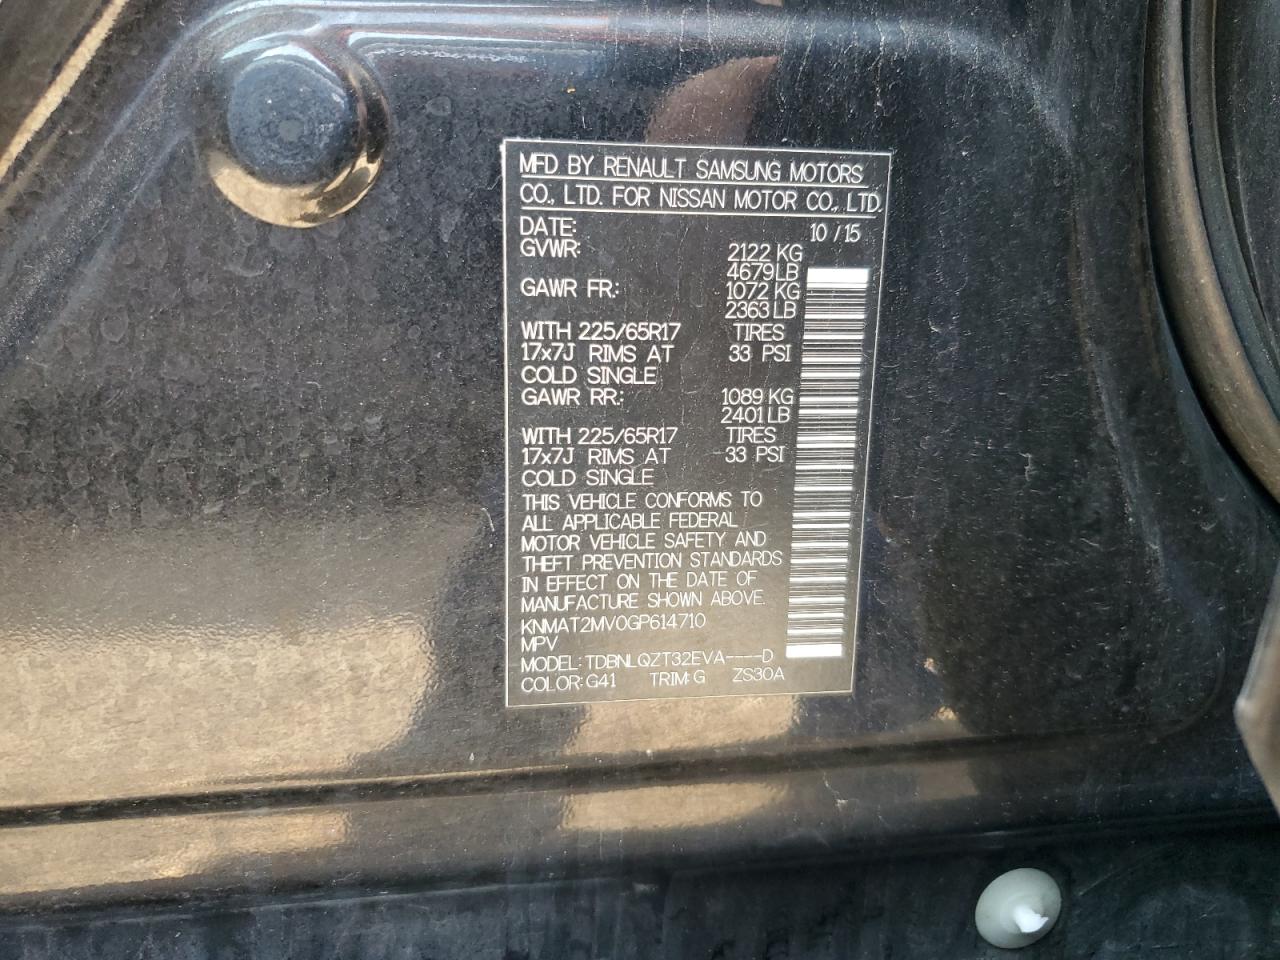 MFD BY RENAULT SAMSUNG MOTORS
CO., LTD. FOR NISSAN MOTOR CO., LTD.
DATE: 10 / 15
GVWR: 2122 KG
4679 LB
GAWR FR.: 1072 KG
2363 LB
WITH 225/65R17 TIRES
17x7J RIMS AT 33 PSI
COLD SINGLE
GAWR RR.: 1089 KG
2401 LB
WITH 225/65R17 TIRES
17x7J RIMS AT 33 PSI
COLD SINGLE
THIS VEHICLE CONFORMS TO
ALL APPLICABLE FEDERAL
MOTOR VEHICLE SAFETY AND
THEFT PREVENTION STANDARDS
IN EFFECT ON THE DATE OF
MANUFACTURE SHOWN ABOVE.
KNMAT2MV0GP614710
MPV
MODEL: TDBNLQZT32EVA----D
COLOR: G41 TRIM: G ZS30A